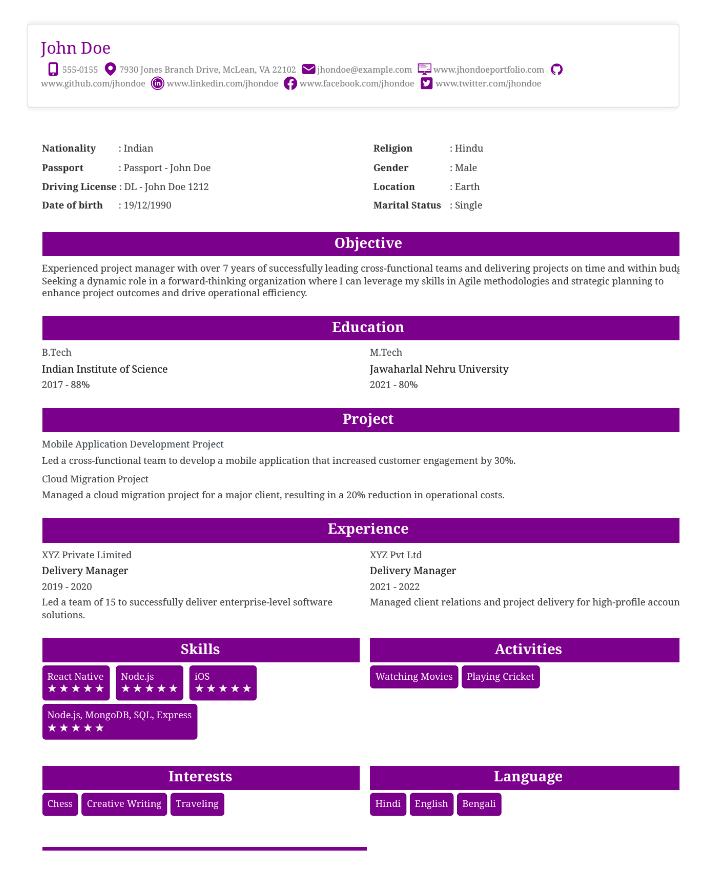 John Doe
555-0155 7930 Jones Branch Drive, McLean, VA 22102 jhondoe@example.com www.jhondoeportfolio.com
www.github.com/jhondoe www.linkedin.com/jhondoe www.facebook.com/jhondoe www.twitter.com/jhondoe
Nationality : Indian
Religion : Hindu
Passport : Passport - John Doe
Gender : Male
Driving License : DL - John Doe 1212
Location : Earth
Date of birth : 19/12/1990
Marital Status : Single
Objective
Experienced project manager with over 7 years of successfully leading cross-functional teams and delivering projects on time and within
Seeking a dynamic role in a forward-thinking organization where I can leverage my skills in Agile methodologies and strategic planning to
enhance project outcomes and drive operational efficiency.
Education
B.Tech
Indian Institute of Science
2017 - 88%
M.Tech
Jawaharlal Nehru University
2021 - 80%
Project
Mobile Application Development Project
Led a cross-functional team to develop a mobile application that increased customer engagement by 30%.
Cloud Migration Project
Managed a cloud migration project for a major client, resulting in a 20% reduction in operational costs.
Experience
XYZ Private Limited
Delivery Manager
2019 - 2020
Led a team of 15 to successfully deliver enterprise-level software
solutions.
XYZ Pvt Ltd
Delivery Manager
2021 - 2022
Managed client relations and project delivery for high-profile accoun
Skills
React Native
★★★★★
Node.js
★★★★★
iOS
★★★★★
Node.js, MongoDB, SQL, Express
★★★★★
Activities
Watching Movies
Playing Cricket
Interests
Chess
Creative Writing
Traveling
Language
Hindi
English
Bengali